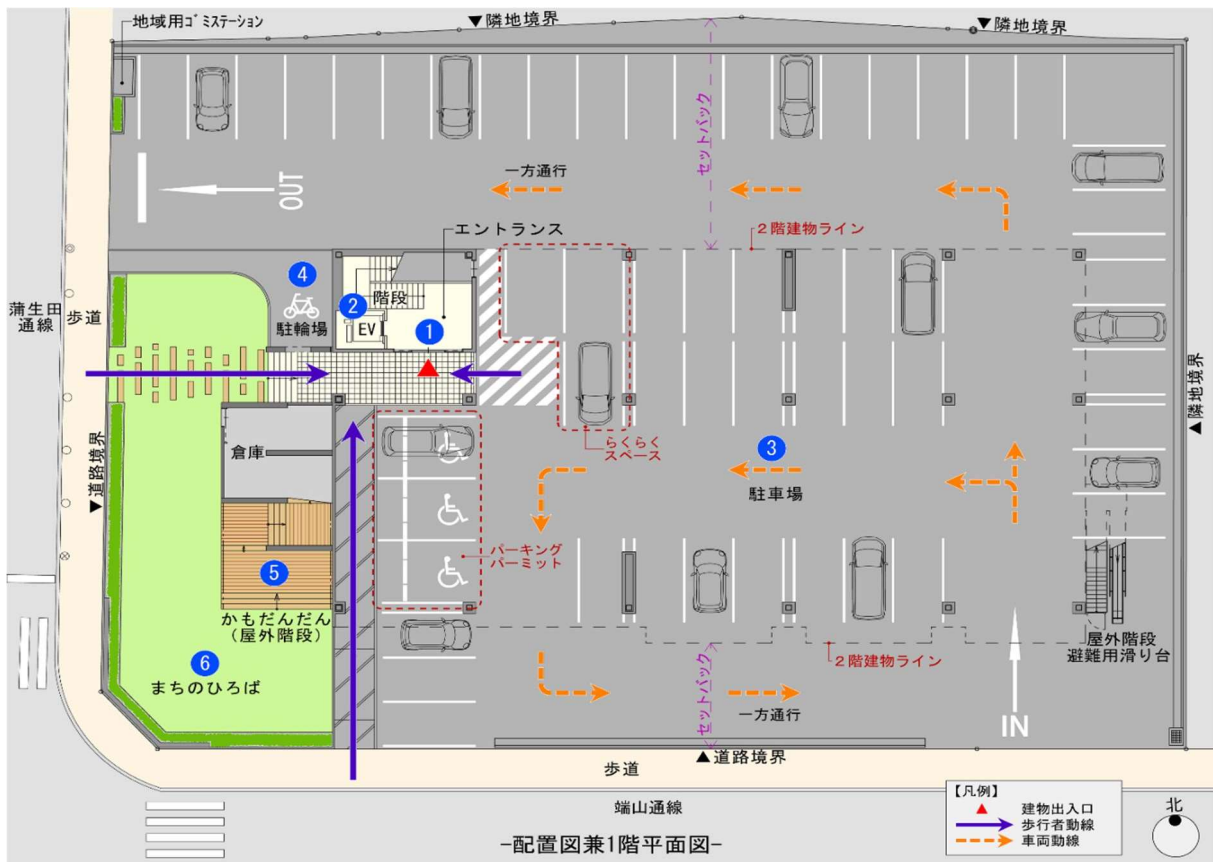 地域用ｺﾞﾐｽﾃｰｼｮﾝ
▼隣地境界
▼隣地境界
セットバック
一方通行
OUT
エントランス
2階建物ライン
4
駐輪場
2
階段
EV
1
蒲生田
通線
歩道
▼道路境界
▲隣地境界
らくらく
スペース
倉庫
3
駐車場
パーキング
パーミット
5
かもだんだん
(屋外階段)
6
まちのひろば
屋外階段
避難用滑り台
2階建物ライン
セットバック
一方通行
IN
▲道路境界
歩道
端山通線
-配置図兼1階平面図-
【凡例】
▲ 建物出入口
歩行者動線
車両動線
北